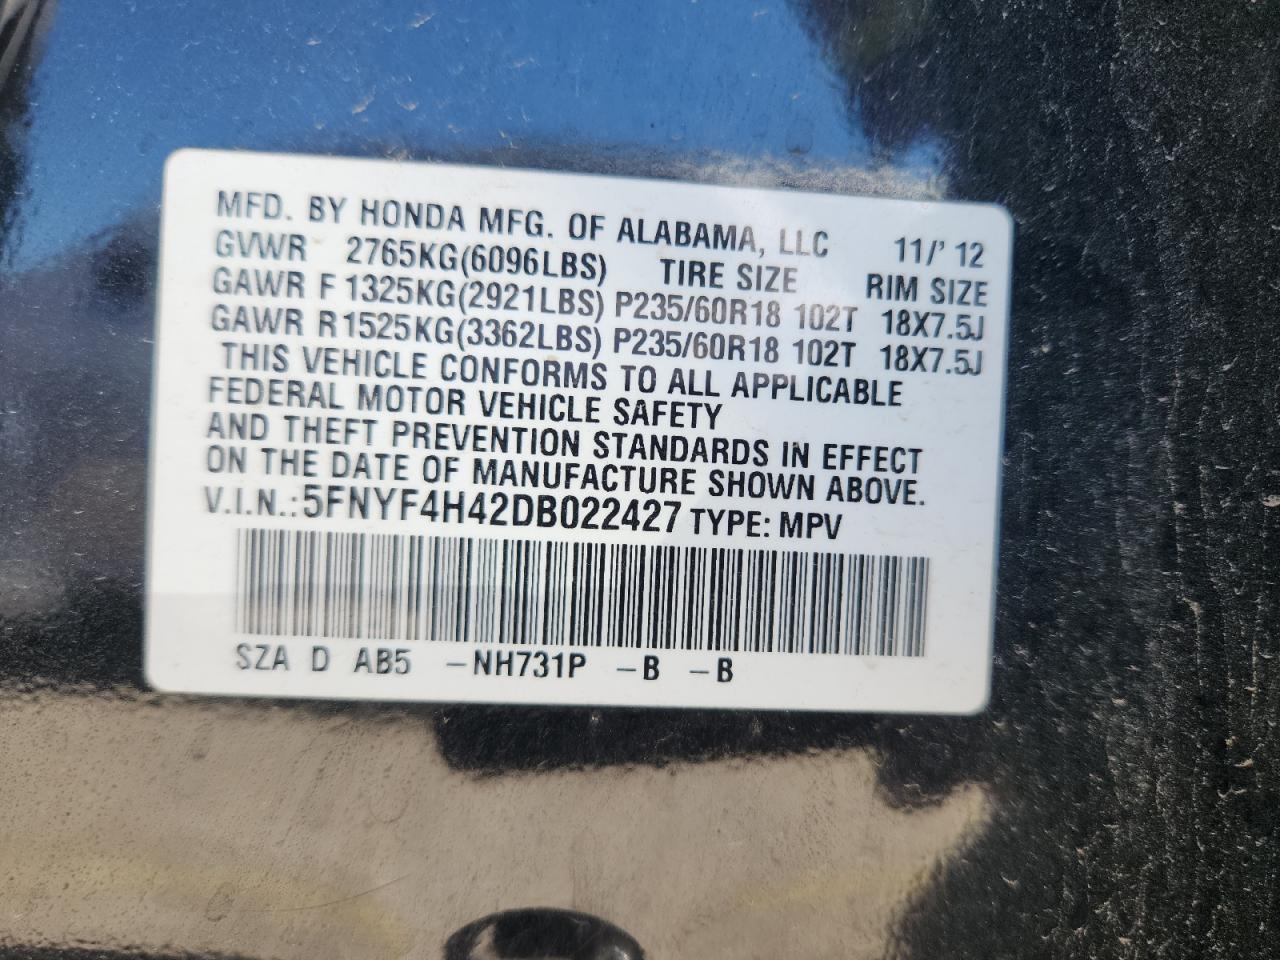 MFD. BY HONDA MFG. OF ALABAMA, LLC 11/' 12
GVWR 2765KG(6096LBS) TIRE SIZE RIM SIZE
GAWR F 1325KG(2921LBS) P235/60R18 102T 18X7.5J
GAWR R 1525KG(3362LBS) P235/60R18 102T 18X7.5J
THIS VEHICLE CONFORMS TO ALL APPLICABLE
FEDERAL MOTOR VEHICLE SAFETY
AND THEFT PREVENTION STANDARDS IN EFFECT
ON THE DATE OF MANUFACTURE SHOWN ABOVE.
V.I.N.: 5FNYF4H42DB022427 TYPE: MPV
SZA D AB5 -NH731P -B -B